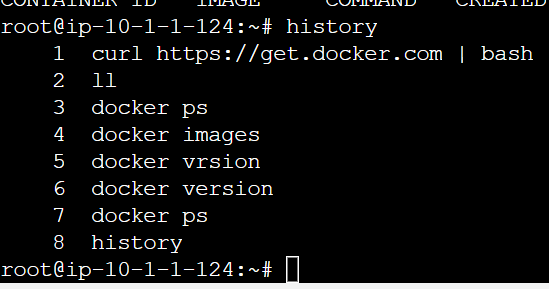 CONTAINER ID   IMAGE     COMMAND   CREATED
root@ip-10-1-1-124:~# history
    1  curl https://get.docker.com | bash
    2  ll
    3  docker ps
    4  docker images
    5  docker vrsion
    6  docker version
    7  docker ps
    8  history
root@ip-10-1-1-124:~#